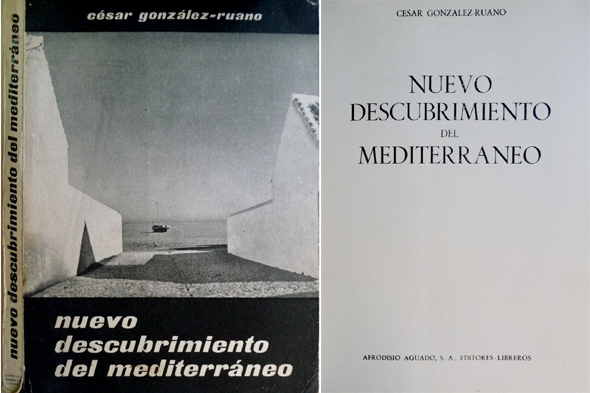 nuevo descubrimiento del mediterráneo
césar gonzález-ruano
nuevo
descubrimiento
del mediterráneo
CESAR GONZALEZ-RUANO
NUEVO
DESCUBRIMIENTO
DEL
MEDITERRANEO
AFRODISIO AGUADO, S. A., EDITORES - LIBREROS